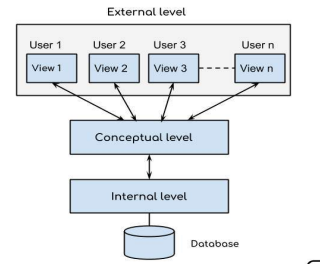 External level
User 1 User 2 User 3 User n
View 1 View 2 View 3 View n
Conceptual level
Internal level
Database